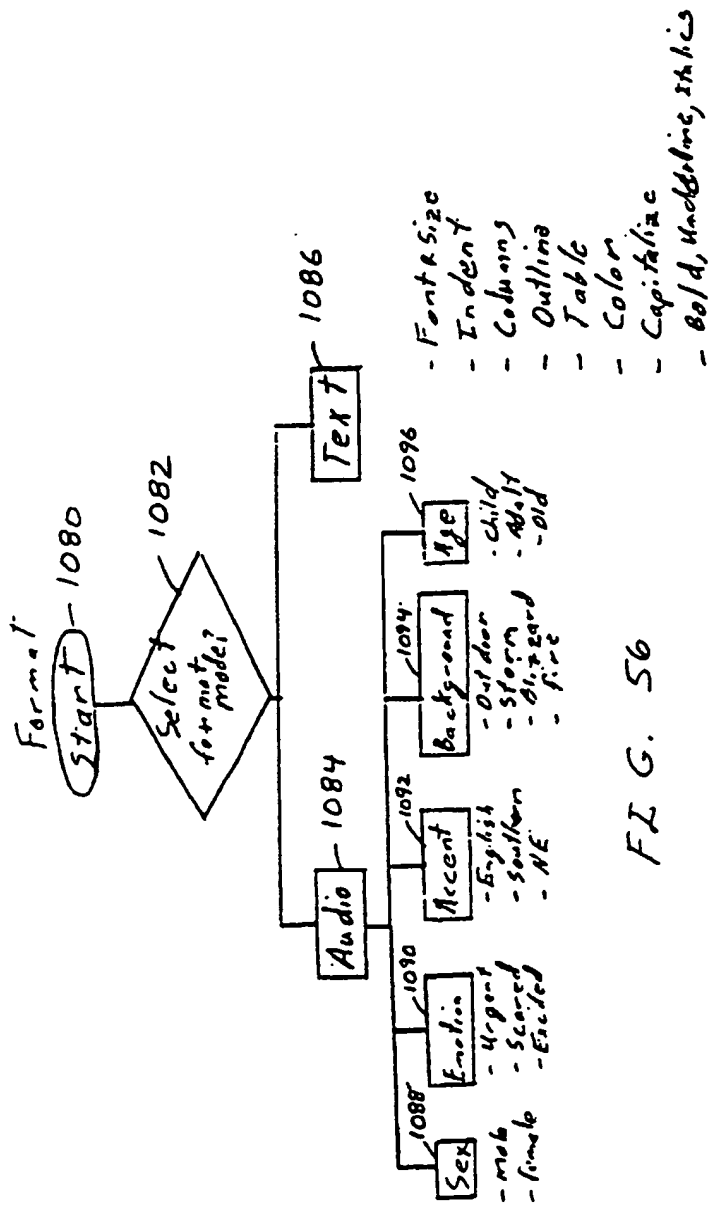 Format
Start 1080
Select format mode? 1082
Audio 1084
Text 1086
Sex 1088
- Male
- Female
Emotion 1090
- Urgent
- Scared
- Excited
Accent 1092
- English
- Southern
- NE
Background 1094
- Outdoor
- Storm
- Blizzard
- Fire
Age 1096
- Child
- Adult
- Old
- Font & Size
- Indent
- Columns
- Outline
- Table
- Color
- Capitalize
- Bold, Underline, Italics
FIG. 56